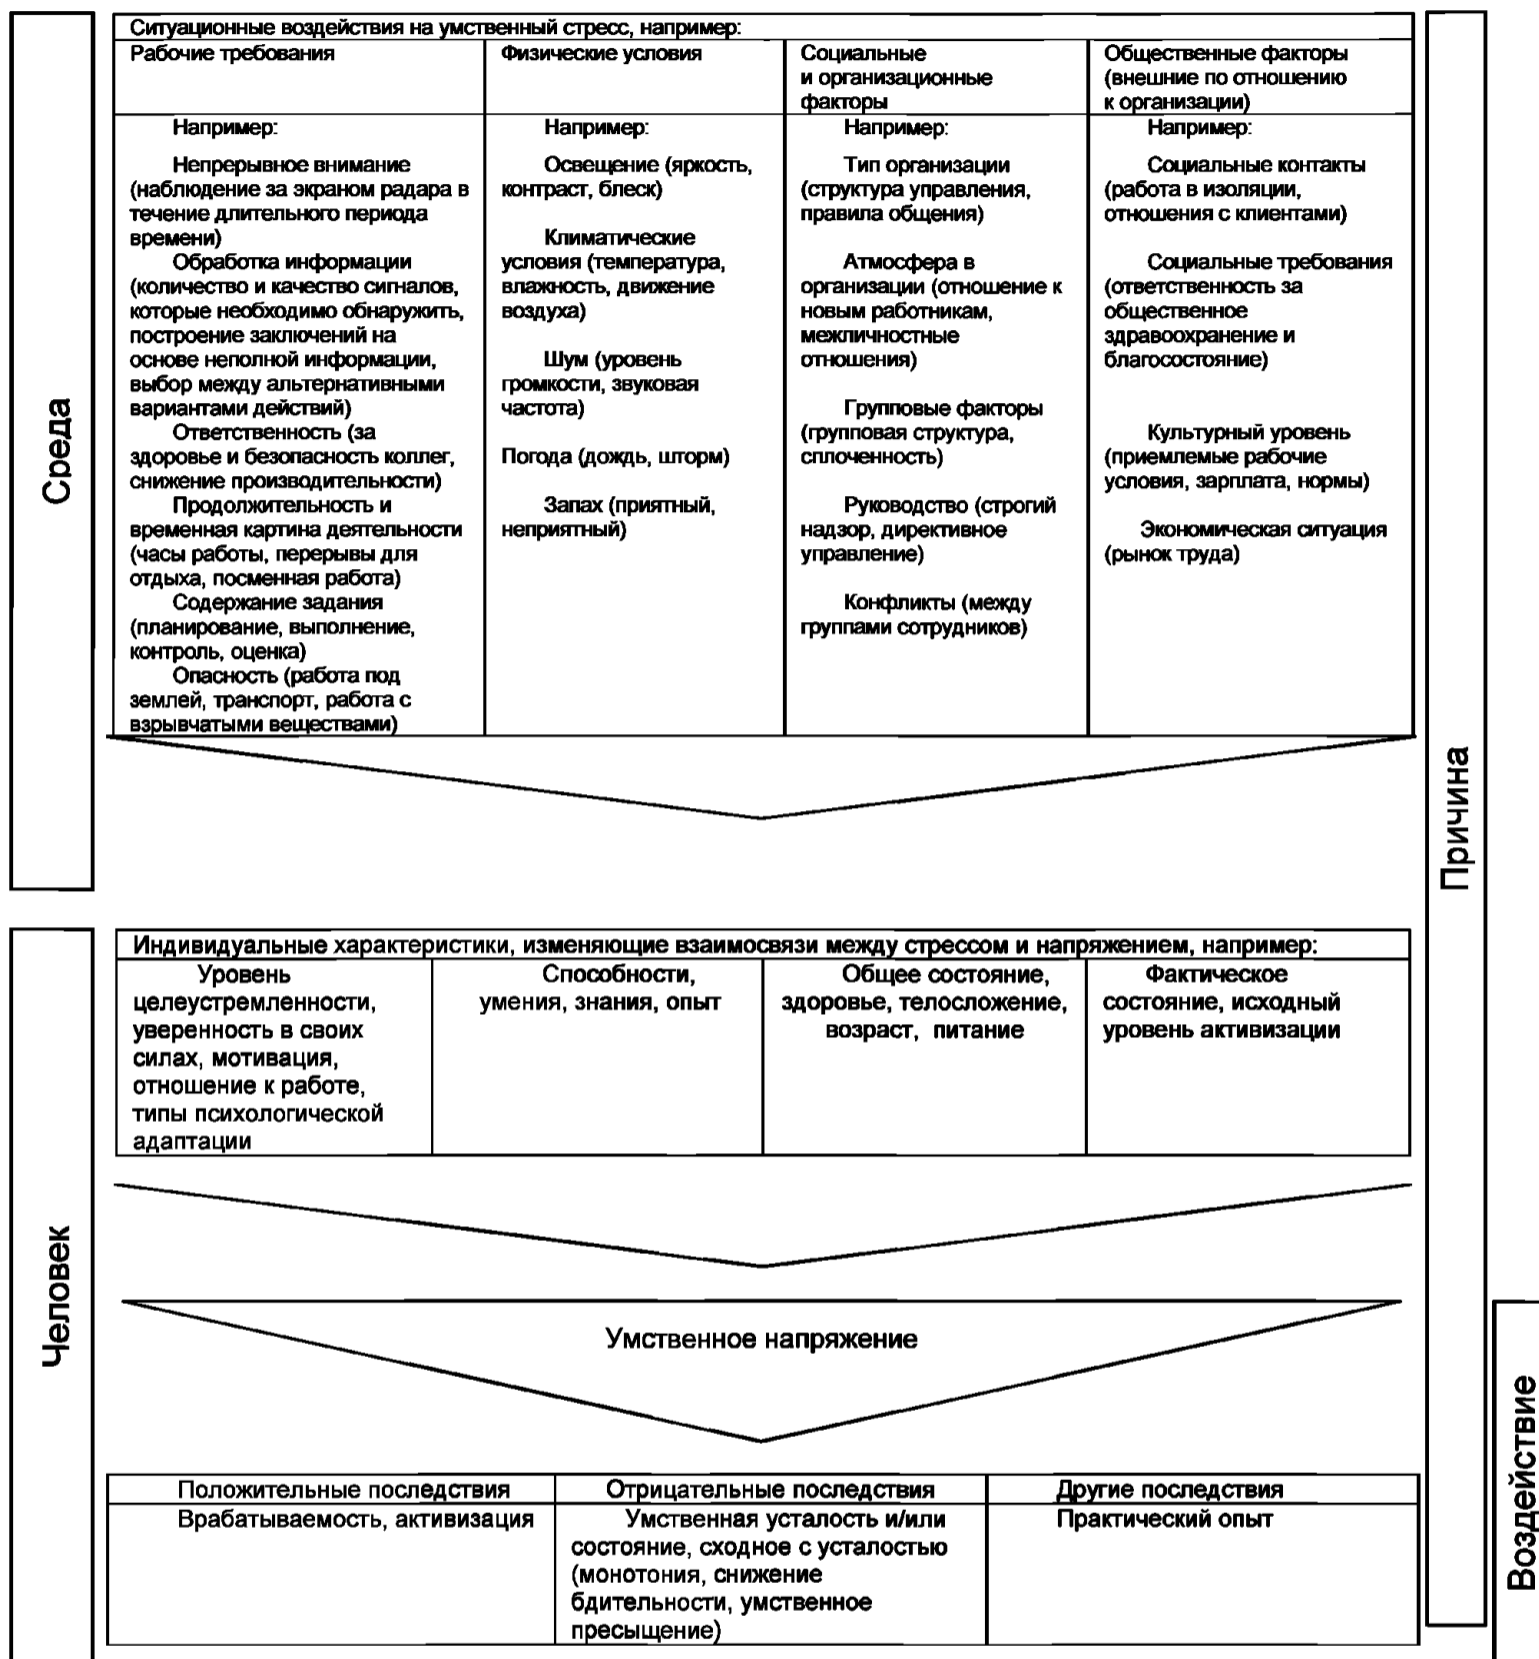 Среда
Ситуационные воздействия на умственный стресс, например:
Рабочие требования
Например:
Непрерывное внимание
(наблюдение за экраном радара в
течение длительного периода
времени)
Обработка информации
(количество и качество сигналов,
которые необходимо обнаружить,
построение заключений на
основе неполной информации,
выбор между альтернативными
вариантами действий)
Ответственность (за
здоровье и безопасность коллег,
снижение производительности)
Продолжительность и
временная картина деятельности
(часы работы, перерывы для
отдыха, посменная работа)
Содержание задания
(планирование, выполнение,
контроль, оценка)
Опасность (работа под
землей, транспорт, работа с
взрывчатыми веществами)
Физические условия
Например:
Освещение (яркость,
контраст, блеск)
Климатические
условия (температура,
влажность, движение
воздуха)
Шум (уровень
громкости, звуковая
частота)
Погода (дождь, шторм)
Запах (приятный,
неприятный)
Социальные
и организационные
факторы
Например:
Тип организации
(структура управления,
правила общения)
Атмосфера в
организации (отношение к
новым работникам,
межличностные
отношения)
Групповые факторы
(групповая структура,
сплоченность)
Руководство (строгий
надзор, директивное
управление)
Конфликты (между
группами сотрудников)
Общественные факторы
(внешние по отношению
к организации)
Например:
Социальные контакты
(работа в изоляции,
отношения с клиентами)
Социальные требования
(ответственность за
общественное
здравоохранение и
благосостояние)
Культурный уровень
(приемлемые рабочие
условия, зарплата, нормы)
Экономическая ситуация
(рынок труда)
Причина
Человек
Индивидуальные характеристики, изменяющие взаимосвязи между стрессом и напряжением, например:
Уровень
целеустремленности,
уверенность в своих
силах, мотивация,
отношение к работе,
типы психологической
адаптации
Способности,
умения, знания, опыт
Общее состояние,
здоровье, телосложение,
возраст, питание
Фактическое
состояние, исходный
уровень активизации
Умственное напряжение
Воздействие
Положительные последствия
Врабатываемость, активизация
Отрицательные последствия
Умственная усталость и/или
состояние, сходное с усталостью
(монотония, снижение
бдительности, умственное
пресыщение)
Другие последствия
Практический опыт